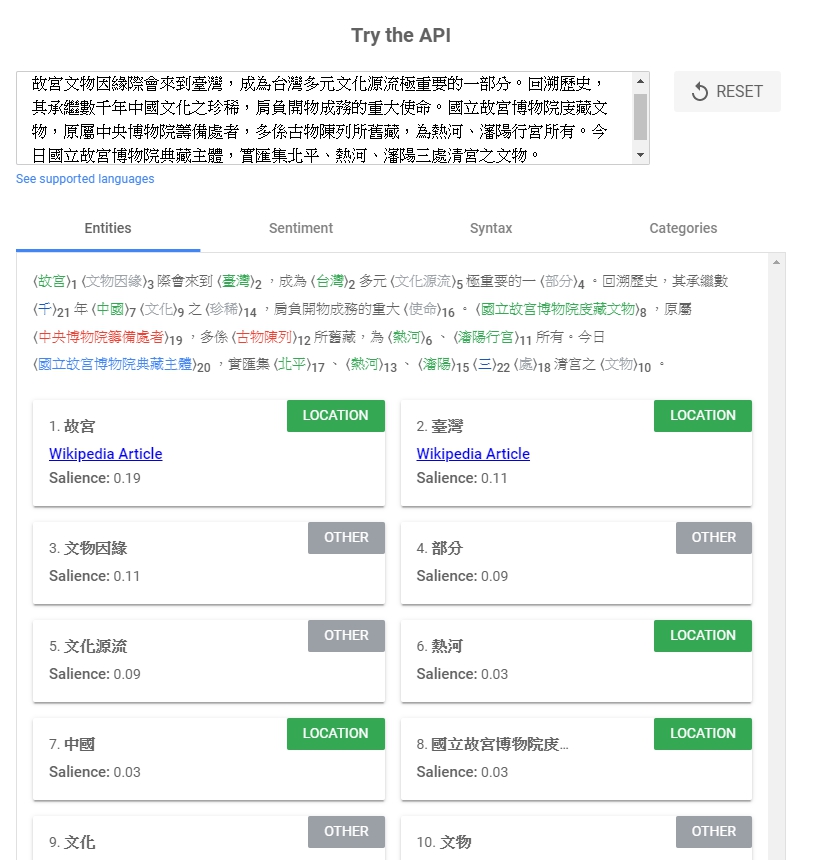 Try the API
故宮文物因緣際會來到臺灣，成為台灣多元文化源流極重要的一部分。回溯歷史，
其承繼數千年中國文化之珍稀，肩負開物成務的重大使命。國立故宮博物院庋藏文
物，原屬中央博物院籌備處者，多係古物陳列所舊藏，為熱河、瀋陽行宮所有。今
日國立故宮博物院典藏主體，實匯集北平、熱河、瀋陽三處清宮之文物。
RESET
See supported languages
Entities Sentiment Syntax Categories
⟨故宮⟩1 ⟨文物因緣⟩3 際會來到 ⟨臺灣⟩2 ，成為 ⟨台灣⟩2 多元 ⟨文化源流⟩5 極重要的一 ⟨部分⟩4 。回溯歷史，其承繼數
⟨千⟩21 年 ⟨中國⟩7 ⟨文化⟩9 之 ⟨珍稀⟩14 ，肩負開物成務的重大 ⟨使命⟩16 。 ⟨國立故宮博物院庋藏文物⟩8 ，原屬
⟨中央博物院籌備處者⟩19 ，多係 ⟨古物陳列⟩12 所舊藏，為 ⟨熱河⟩6 、 ⟨瀋陽行宮⟩11 所有。今日
⟨國立故宮博物院典藏主體⟩20 ，實匯集 ⟨北平⟩17 、 ⟨熱河⟩13 、 ⟨瀋陽⟩15 ⟨三⟩22 ⟨處⟩18 清宮之 ⟨文物⟩10 。
1. 故宮 LOCATION
Wikipedia Article
Salience: 0.19
2. 臺灣 LOCATION
Wikipedia Article
Salience: 0.11
3. 文物因緣 OTHER
Salience: 0.11
4. 部分 OTHER
Salience: 0.09
5. 文化源流 OTHER
Salience: 0.09
6. 熱河 LOCATION
Salience: 0.03
7. 中國 LOCATION
Salience: 0.03
8. 國立故宮博物院庋... LOCATION
Salience: 0.03
9. 文化 OTHER
10. 文物 OTHER